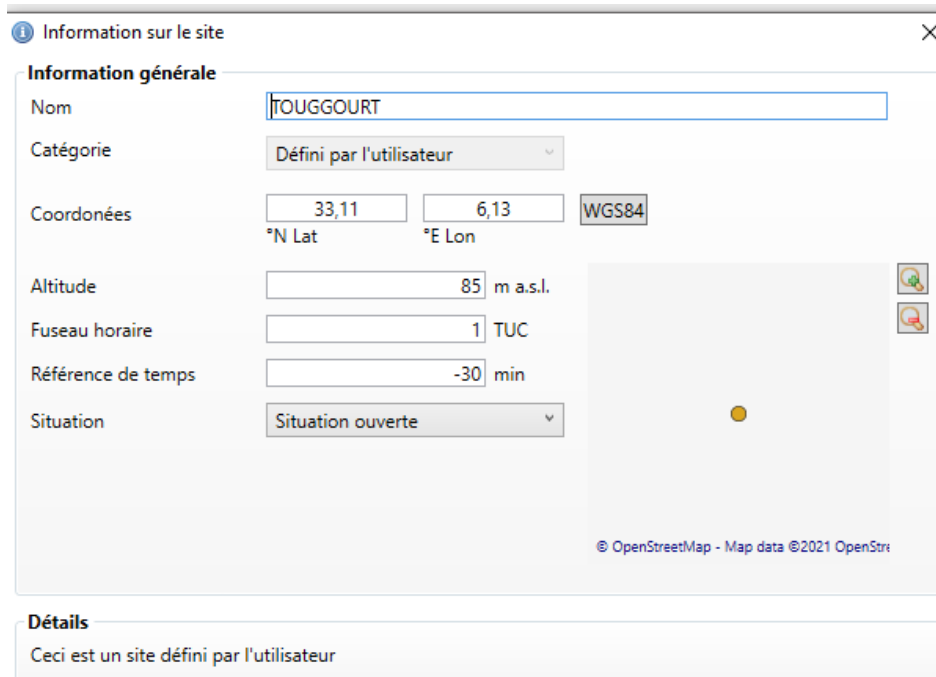 Information sur le site
Information générale
Nom TOUGGOURT
Catégorie Défini par l'utilisateur
Coordonées 33,11 6,13 WGS84
°N Lat °E Lon
Altitude 85 m a.s.l.
Fuseau horaire 1 TUC
Référence de temps -30 min
Situation Situation ouverte
© OpenStreetMap - Map data ©2021 OpenStre
Détails
Ceci est un site défini par l'utilisateur